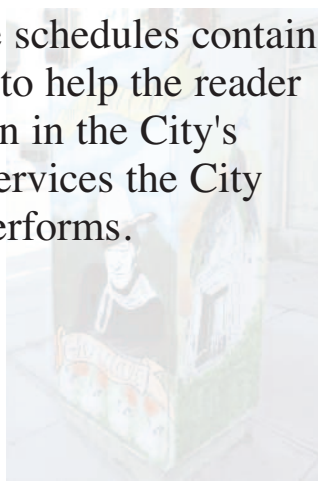 schedules contain
to help the reader
n in the City's
ervices the City
erforms.